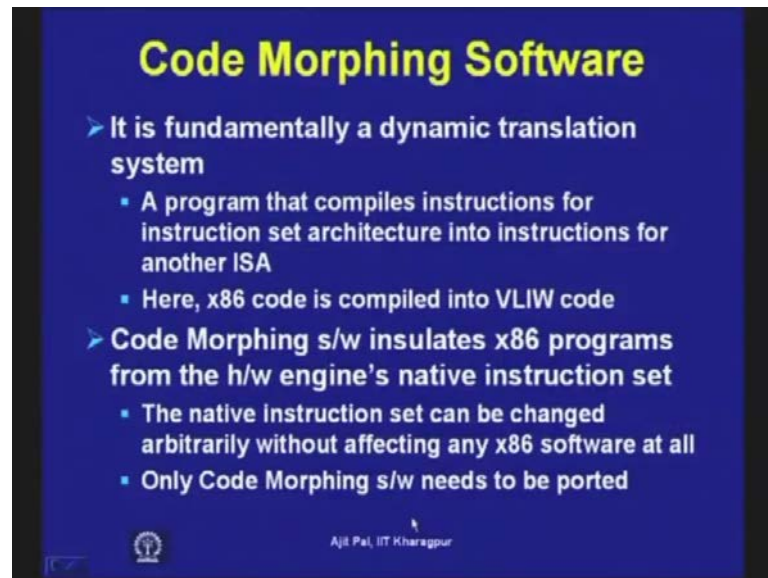 Code Morphing Software
➤ It is fundamentally a dynamic translation
system
▪ A program that compiles instructions for
instruction set architecture into instructions for
another ISA
▪ Here, x86 code is compiled into VLIW code
➤ Code Morphing s/w insulates x86 programs
from the h/w engine's native instruction set
▪ The native instruction set can be changed
arbitrarily without affecting any x86 software at all
▪ Only Code Morphing s/w needs to be ported
Ajit Pal, IIT Kharagpur